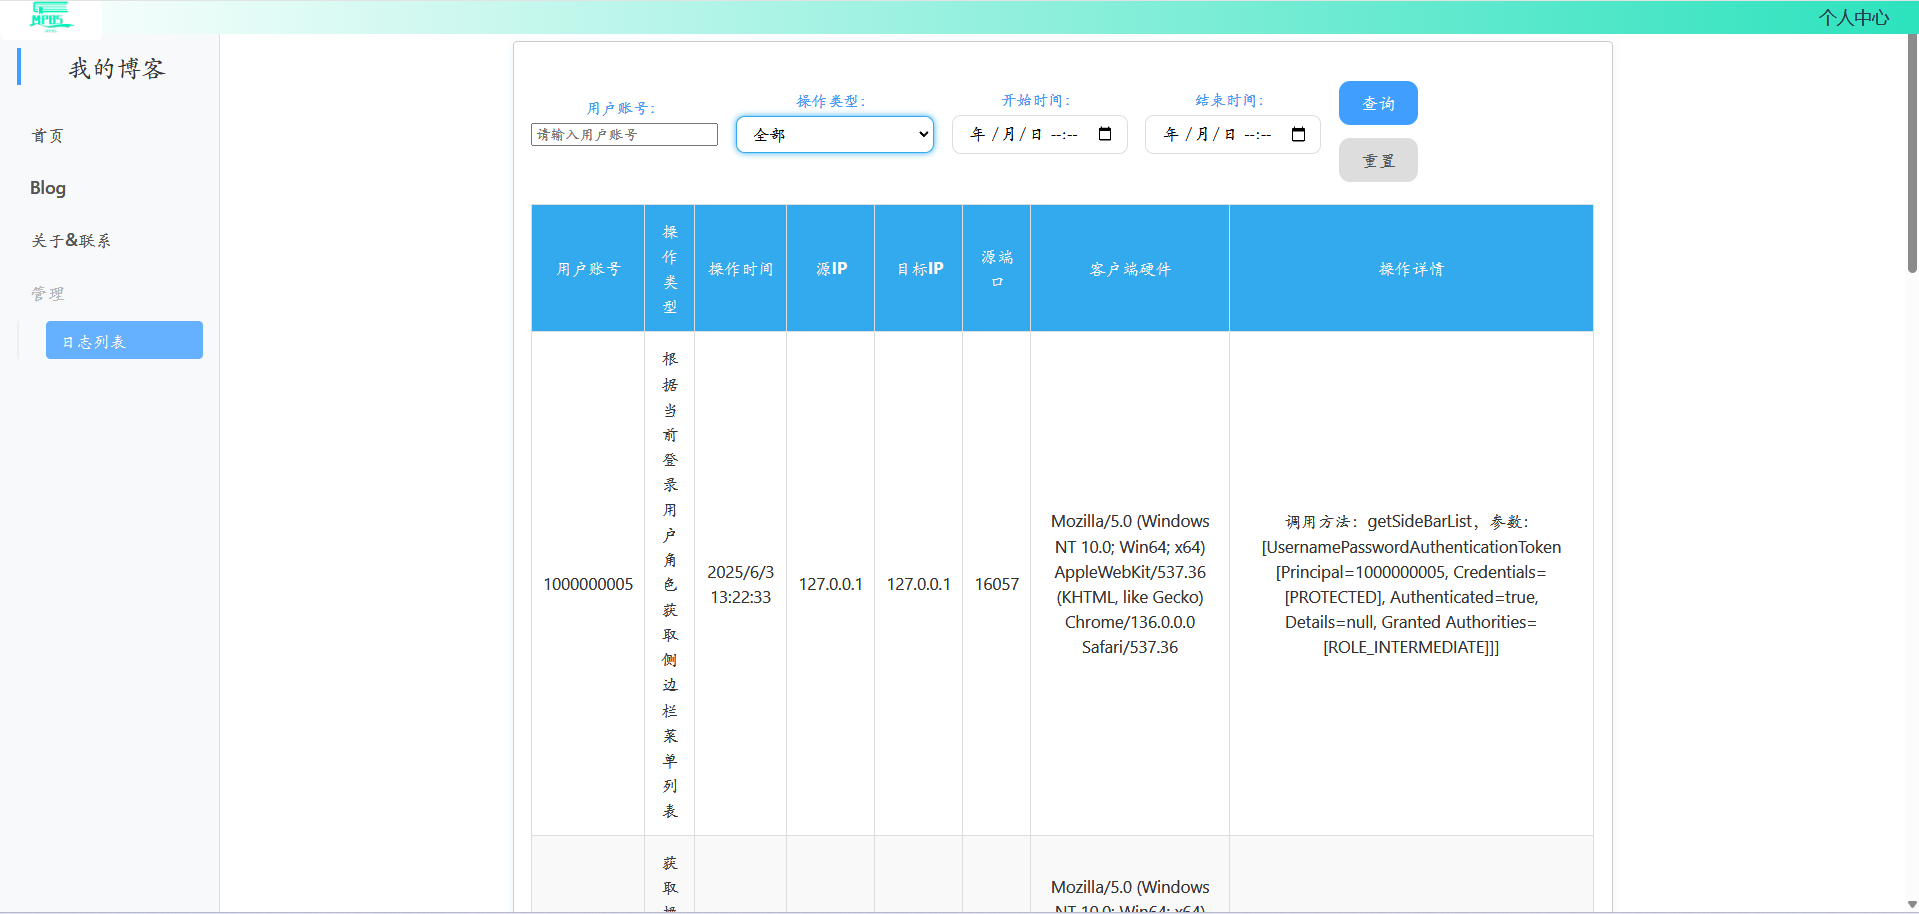 MPBS
个人中心
我的博客
首页
Blog
关于&联系
管理
日志列表
用户账号：
请输入用户账号
操作类型：
全部
开始时间：
年/月/日 --:--
结束时间：
年/月/日 --:--
查询
重置
用户账号
操
作
类
型
操作时间
源IP
目标IP
源端
口
客户端硬件
操作详情
1000000005
根
据
当
前
登
录
用
户
角
色
获
取
侧
边
栏
菜
单
列
表
2025/6/3
13:22:33
127.0.0.1
127.0.0.1
16057
Mozilla/5.0 (Windows
NT 10.0; Win64; x64)
AppleWebKit/537.36
(KHTML, like Gecko)
Chrome/136.0.0.0
Safari/537.36
调用方法：getSideBarList，参数：
[UsernamePasswordAuthenticationToken
[Principal=1000000005, Credentials=
[PROTECTED], Authenticated=true,
Details=null, Granted Authorities=
[ROLE_INTERMEDIATE]]]
获
取
Mozilla/5.0 (Windows
NT 10.0; Win64; x64)